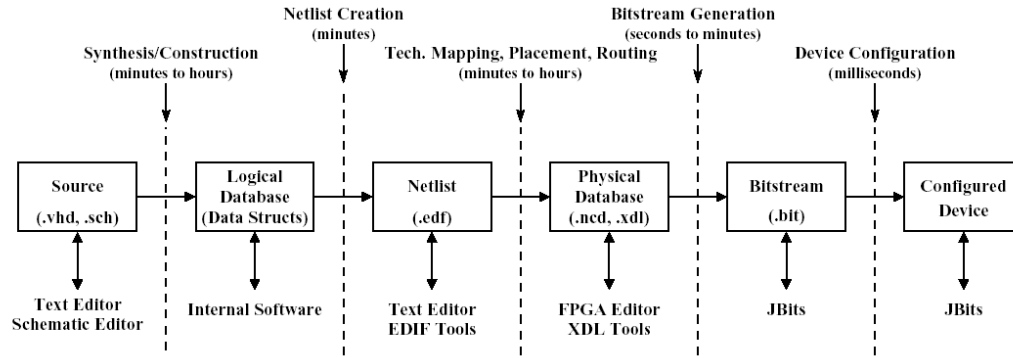 Netlist Creation
(minutes)
Bitstream Generation
(seconds to minutes)
Synthesis/Construction
(minutes to hours)
Tech. Mapping, Placement, Routing
(minutes to hours)
Device Configuration
(milliseconds)
Source
(.vhd, .sch)
Logical
Database
(Data Structs)
Netlist
(.edf)
Physical
Database
(.ncd, .xdl)
Bitstream
(.bit)
Configured
Device
Text Editor
Schematic Editor
Internal Software
Text Editor
EDIF Tools
FPGA Editor
XDL Tools
JBits
JBits